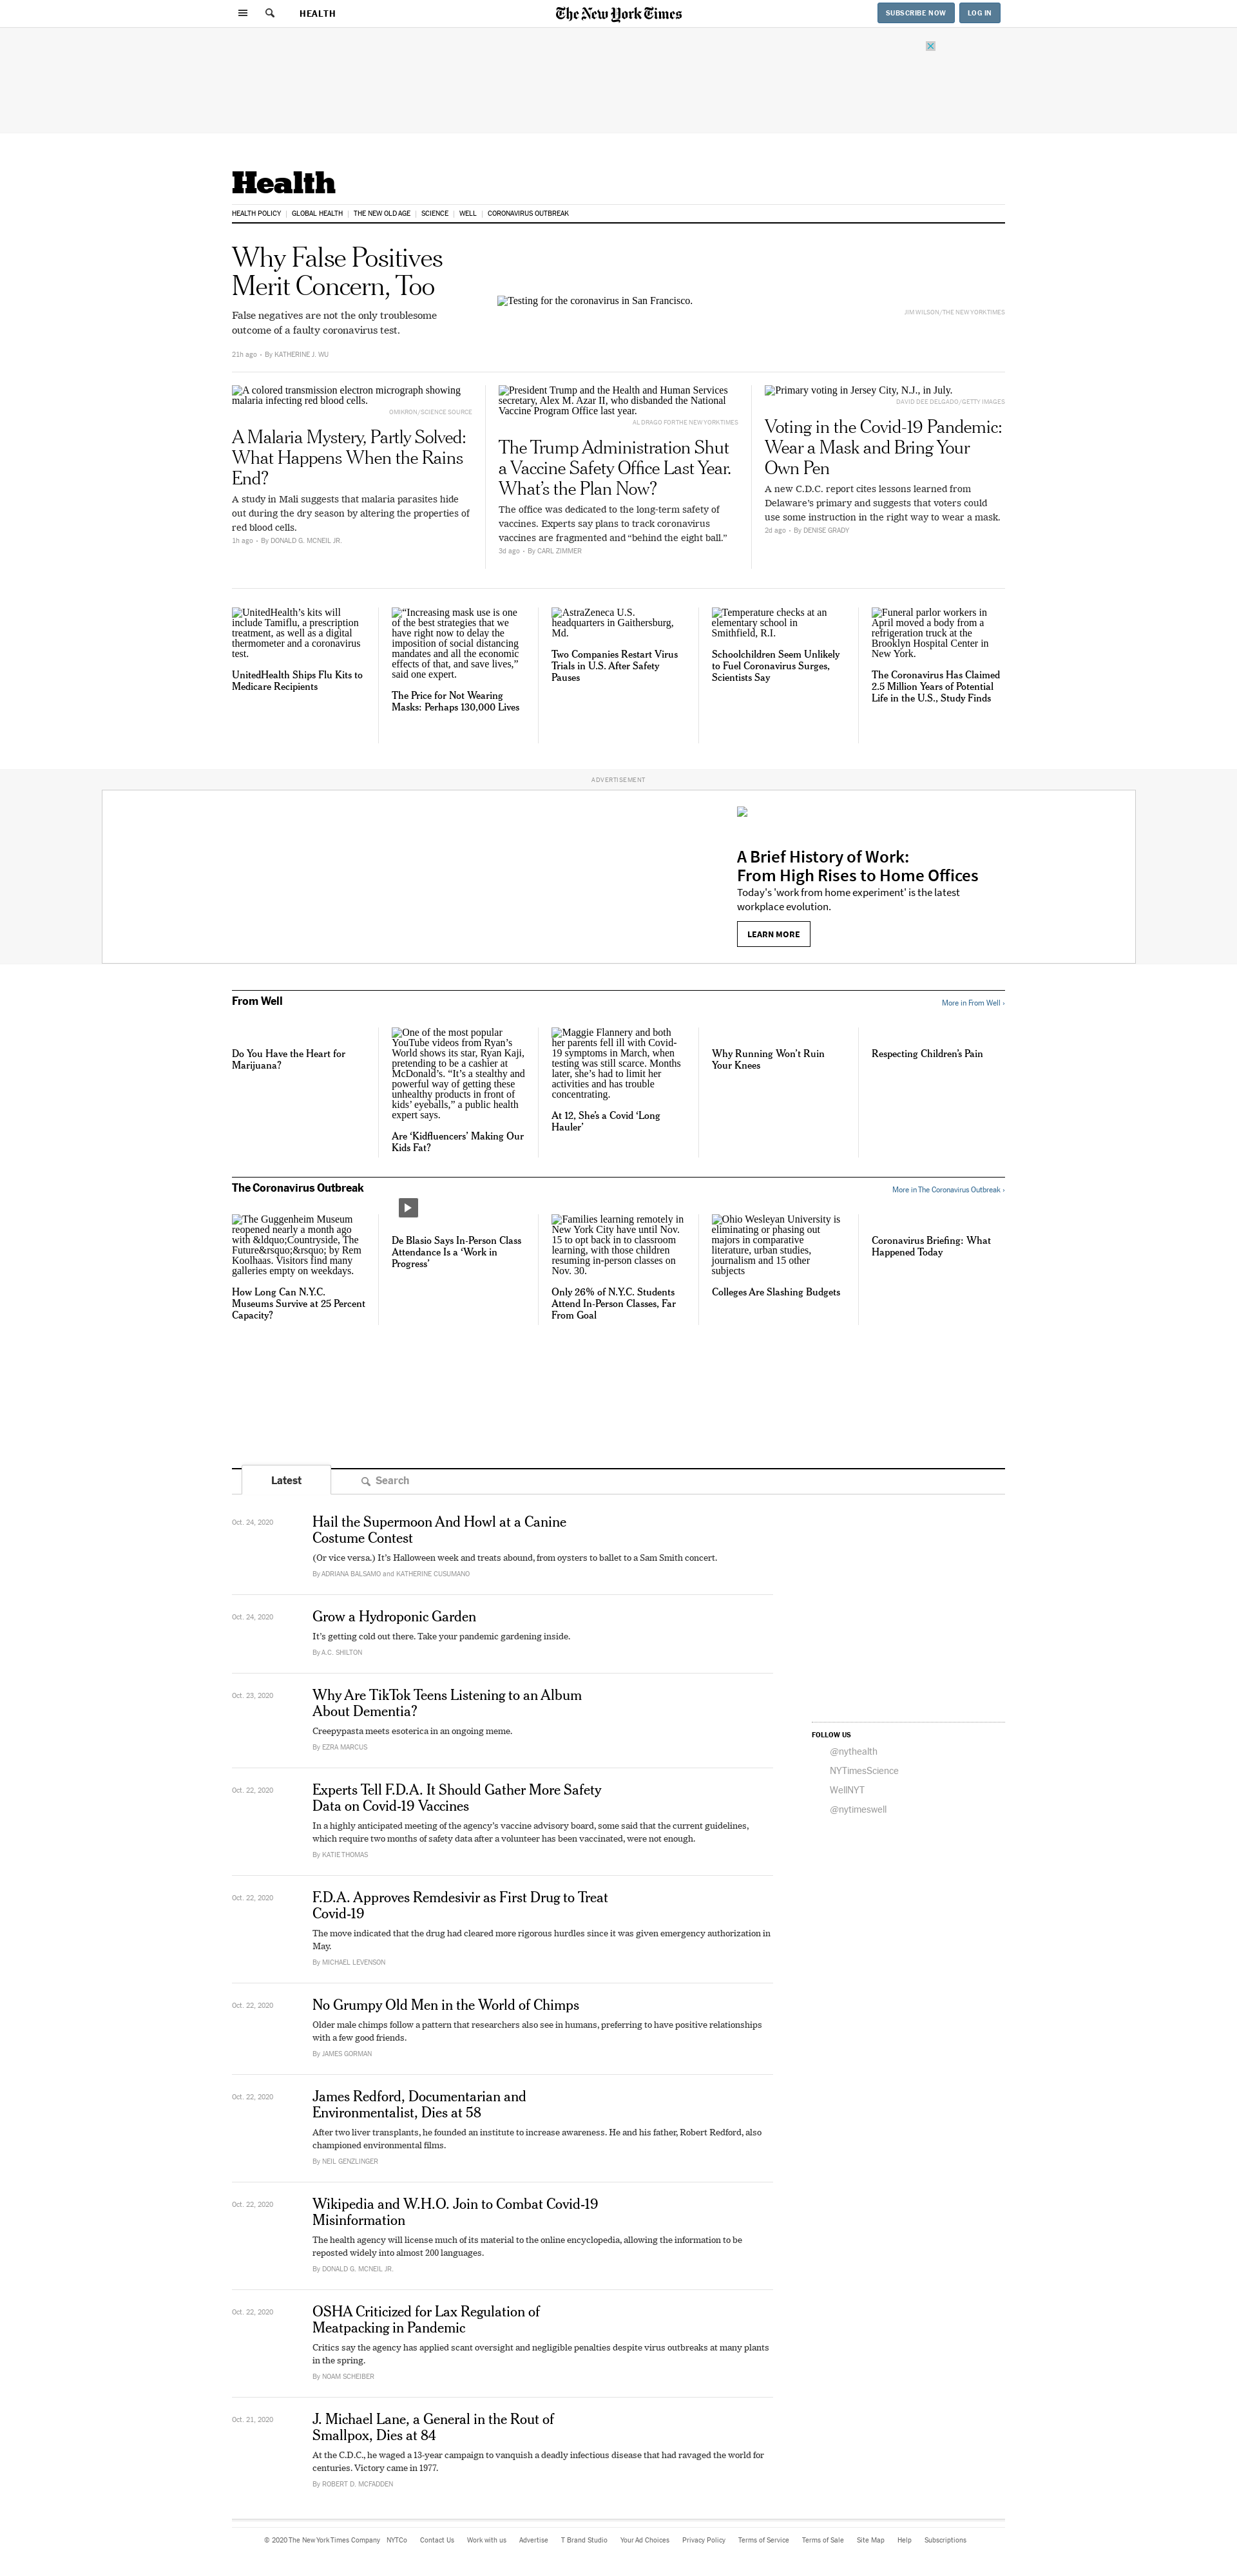 HEALTH
The New York Times
SUBSCRIBE NOW
LOG IN
Health
HEALTH POLICY | GLOBAL HEALTH | THE NEW OLD AGE | SCIENCE | WELL | CORONAVIRUS OUTBREAK
Why False Positives
Merit Concern, Too
False negatives are not the only troublesome
outcome of a faulty coronavirus test.
21h ago - By KATHERINE J. WU
Testing for the coronavirus in San Francisco.
JIM WILSON/THE NEW YORK TIMES
A colored transmission electron micrograph showing
malaria infecting red blood cells.
OMIKRON/SCIENCE SOURCE
A Malaria Mystery, Partly Solved:
What Happens When the Rains
End?
A study in Mali suggests that malaria parasites hide
out during the dry season by altering the properties of
red blood cells.
1h ago - By DONALD G. MCNEIL JR.
President Trump and the Health and Human Services
secretary, Alex M. Azar II, who disbanded the National
Vaccine Program Office last year.
AL DRAGO FOR THE NEW YORK TIMES
The Trump Administration Shut
a Vaccine Safety Office Last Year.
What’s the Plan Now?
The office was dedicated to the long-term safety of
vaccines. Experts say plans to track coronavirus
vaccines are fragmented and “behind the eight ball.”
3d ago - By CARL ZIMMER
Primary voting in Jersey City, N.J., in July.
DAVID DEE DELGADO/GETTY IMAGES
Voting in the Covid-19 Pandemic:
Wear a Mask and Bring Your
Own Pen
A new C.D.C. report cites lessons learned from
Delaware’s primary and suggests that voters could
use some instruction in the right way to wear a mask.
2d ago - By DENISE GRADY
UnitedHealth’s kits will
include Tamiflu, a prescription
treatment, as well as a digital
thermometer and a coronavirus
test.
UnitedHealth Ships Flu Kits to
Medicare Recipients
“Increasing mask use is one
of the best strategies that we
have right now to delay the
imposition of social distancing
mandates and all the economic
effects of that, and save lives,”
said one expert.
The Price for Not Wearing
Masks: Perhaps 130,000 Lives
AstraZeneca U.S.
headquarters in Gaithersburg,
Md.
Two Companies Restart Virus
Trials in U.S. After Safety
Pauses
Temperature checks at an
elementary school in
Smithfield, R.I.
Schoolchildren Seem Unlikely
to Fuel Coronavirus Surges,
Scientists Say
Funeral parlor workers in
April moved a body from a
refrigeration truck at the
Brooklyn Hospital Center in
New York.
The Coronavirus Has Claimed
2.5 Million Years of Potential
Life in the U.S., Study Finds
ADVERTISEMENT
A Brief History of Work:
From High Rises to Home Offices
Today's 'work from home experiment' is the latest
workplace evolution.
LEARN MORE
From Well
More in From Well ›
Do You Have the Heart for
Marijuana?
One of the most popular
YouTube videos from Ryan’s
World shows its star, Ryan Kaji,
pretending to be a cashier at
McDonald’s. “It’s a stealthy and
powerful way of getting these
unhealthy products in front of
kids’ eyeballs,” a public health
expert says.
Are ‘Kidfluencers’ Making Our
Kids Fat?
Maggie Flannery and both
her parents fell ill with Covid-
19 symptoms in March, when
testing was still scarce. Months
later, she’s had to limit her
activities and has trouble
concentrating.
At 12, She’s a Covid ‘Long
Hauler’
Why Running Won’t Ruin
Your Knees
Respecting Children’s Pain
The Coronavirus Outbreak
More in The Coronavirus Outbreak ›
The Guggenheim Museum
reopened nearly a month ago
with &ldquo;Countryside, The
Future&rsquo;&rsquo; by Rem
Koolhaas. Visitors find many
galleries empty on weekdays.
How Long Can N.Y.C.
Museums Survive at 25 Percent
Capacity?
De Blasio Says In-Person Class
Attendance Is a ‘Work in
Progress’
Families learning remotely in
New York City have until Nov.
15 to opt back in to classroom
learning, with those children
resuming in-person classes on
Nov. 30.
Only 26% of N.Y.C. Students
Attend In-Person Classes, Far
From Goal
Ohio Wesleyan University is
eliminating or phasing out
majors in comparative
literature, urban studies,
journalism and 15 other
subjects
Colleges Are Slashing Budgets
Coronavirus Briefing: What
Happened Today
Latest
Search
Oct. 24, 2020
Hail the Supermoon And Howl at a Canine
Costume Contest
(Or vice versa.) It’s Halloween week and treats abound, from oysters to ballet to a Sam Smith concert.
By ADRIANA BALSAMO and KATHERINE CUSUMANO
Oct. 24, 2020
Grow a Hydroponic Garden
It’s getting cold out there. Take your pandemic gardening inside.
By A.C. SHILTON
Oct. 23, 2020
Why Are TikTok Teens Listening to an Album
About Dementia?
Creepypasta meets esoterica in an ongoing meme.
By EZRA MARCUS
Oct. 22, 2020
Experts Tell F.D.A. It Should Gather More Safety
Data on Covid-19 Vaccines
In a highly anticipated meeting of the agency’s vaccine advisory board, some said that the current guidelines,
which require two months of safety data after a volunteer has been vaccinated, were not enough.
By KATIE THOMAS
Oct. 22, 2020
F.D.A. Approves Remdesivir as First Drug to Treat
Covid-19
The move indicated that the drug had cleared more rigorous hurdles since it was given emergency authorization in
May.
By MICHAEL LEVENSON
Oct. 22, 2020
No Grumpy Old Men in the World of Chimps
Older male chimps follow a pattern that researchers also see in humans, preferring to have positive relationships
with a few good friends.
By JAMES GORMAN
Oct. 22, 2020
James Redford, Documentarian and
Environmentalist, Dies at 58
After two liver transplants, he founded an institute to increase awareness. He and his father, Robert Redford, also
championed environmental films.
By NEIL GENZLINGER
Oct. 22, 2020
Wikipedia and W.H.O. Join to Combat Covid-19
Misinformation
The health agency will license much of its material to the online encyclopedia, allowing the information to be
reposted widely into almost 200 languages.
By DONALD G. MCNEIL JR.
Oct. 22, 2020
OSHA Criticized for Lax Regulation of
Meatpacking in Pandemic
Critics say the agency has applied scant oversight and negligible penalties despite virus outbreaks at many plants
in the spring.
By NOAM SCHEIBER
Oct. 21, 2020
J. Michael Lane, a General in the Rout of
Smallpox, Dies at 84
At the C.D.C., he waged a 13-year campaign to vanquish a deadly infectious disease that had ravaged the world for
centuries. Victory came in 1977.
By ROBERT D. MCFADDEN
FOLLOW US
@nythealth
NYTimesScience
WellNYT
@nytimeswell
© 2020 The New York Times Company NYTCo Contact Us Work with us Advertise T Brand Studio Your Ad Choices Privacy Policy Terms of Service Terms of Sale Site Map Help Subscriptions